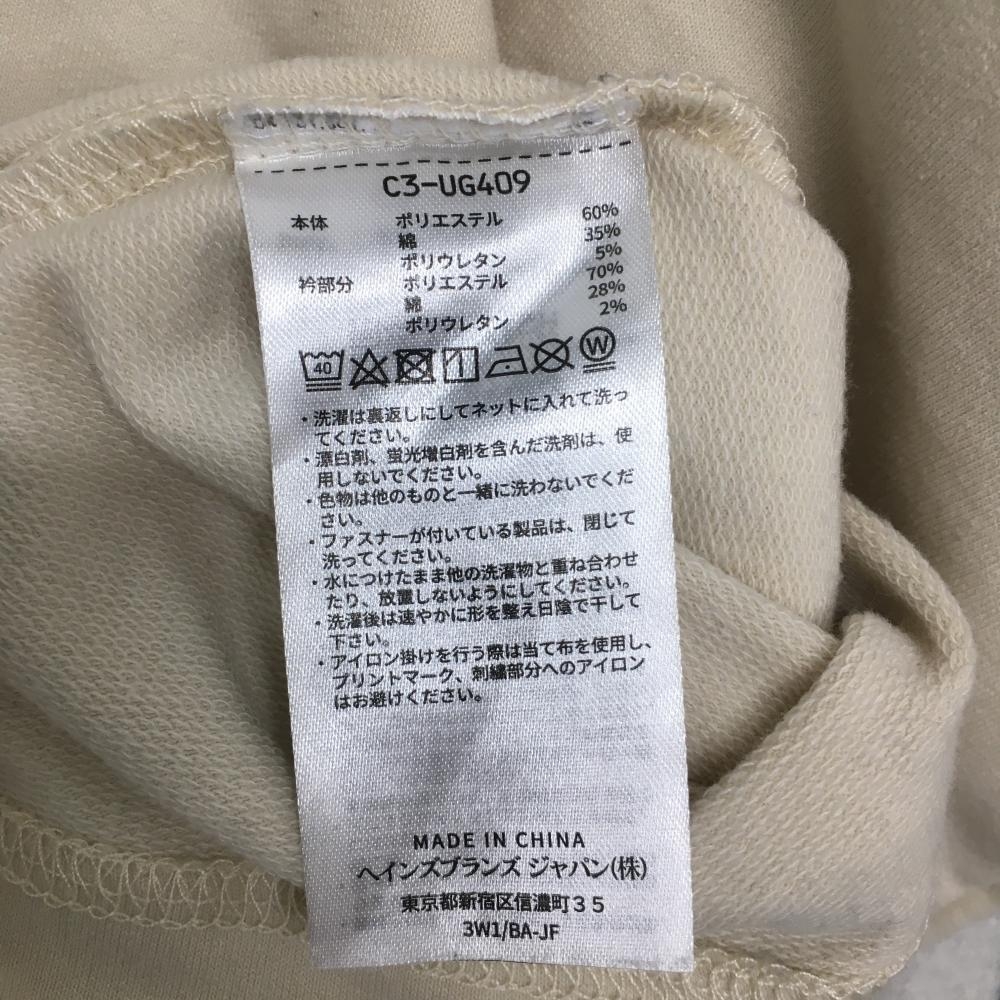 C3-UG409
本体 ポリエステル 60%
綿 35%
ポリウレタン 5%
衿部分 ポリエステル 70%
綿 28%
ポリウレタン 2%
40 W
・洗濯は裏返しにしてネットに入れて洗っ
てください。
・漂白剤、蛍光増白剤を含んだ洗剤は、使
用しないでください。
・色物は他のものと一緒に洗わないでくだ
さい。
・ファスナーが付いている製品は、閉じて
洗ってください。
・水につけたまま他の洗濯物と重ね合わせ
たり、放置しないようにしてください。
・洗濯後は速やかに形を整え日陰で干して
下さい。
・アイロン掛けを行う際は当て布を使用し、
プリントマーク、刺繍部分へのアイロン
はお避けください。
MADE IN CHINA
ヘインズブランズ ジャパン(株)
東京都新宿区信濃町35
3W1/BA-JF